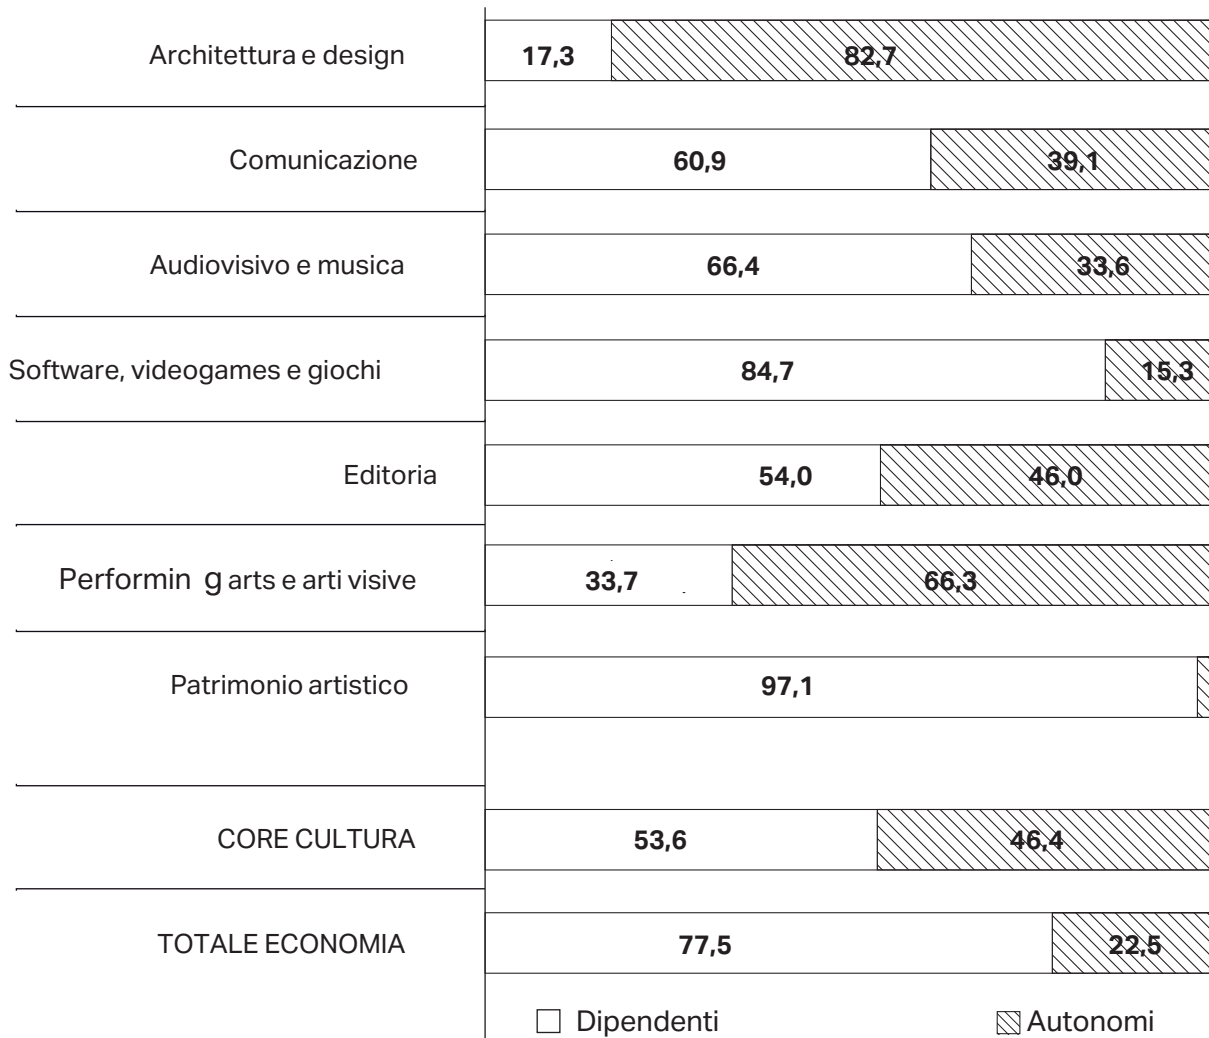 Architettura e design 17,3 82,7
Comunicazione 60,9 39,1
Audiovisivo e musica 66,4 33,6
Software, videogames e giochi 84,7 15,3
Editoria 54,0 46,0
Performin g arts e arti visive 33,7 66,3
Patrimonio artistico 97,1
CORE CULTURA 53,6 46,4
TOTALE ECONOMIA 77,5 22,5
Dipendenti Autonomi